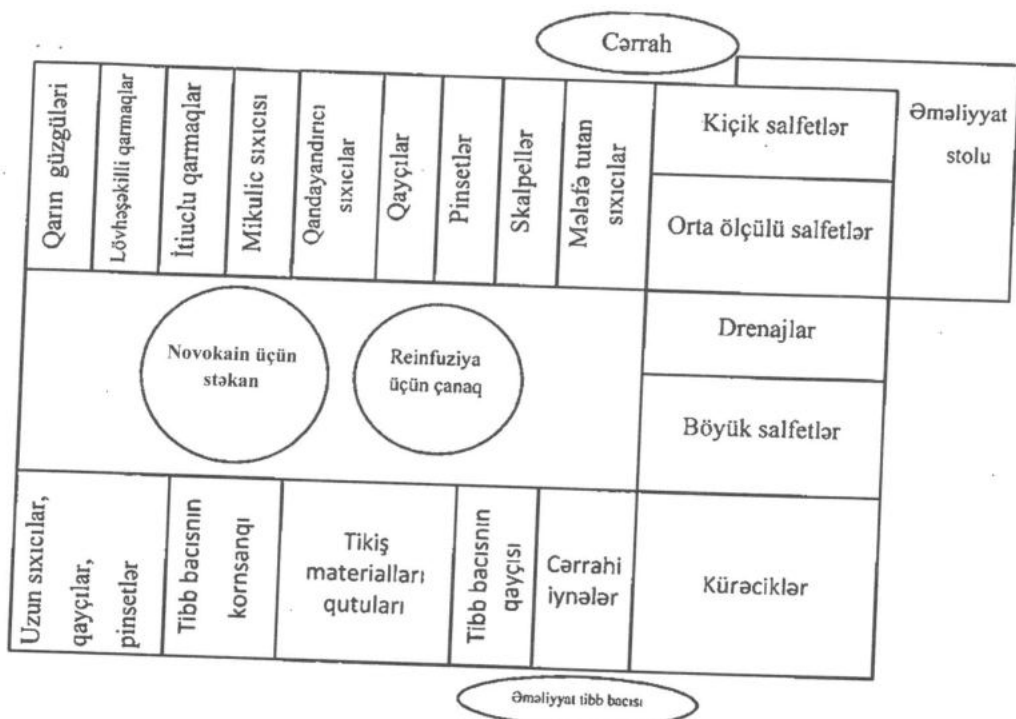 Cərrah
Qarın güzgüləri
Lövhəşəkilli qarmaqlar
İtiuclu qarmaqlar
Mikulic sıxıcısı
Qandayandırıcı
sıxıcılar
Qayçılar
Pinsetlər
Skalpellər
Mələfə tutan
sıxıcılar
Kiçik salfetlər
Əməliyyat
stolu
Orta ölçülü salfetlər
Novokain üçün
stəkan
Reinfuziya
üçün çanaq
Drenajlar
Böyük salfetlər
Uzun sıxıcılar,
qayçılar,
pinsetlər
Tibb bacısnın
kornsanqı
Tikiş
materialları
qutuları
Tibb bacısnın
qayçısı
Cərrahi
iynələr
Kürəciklər
Əməliyyat tibb bacısı